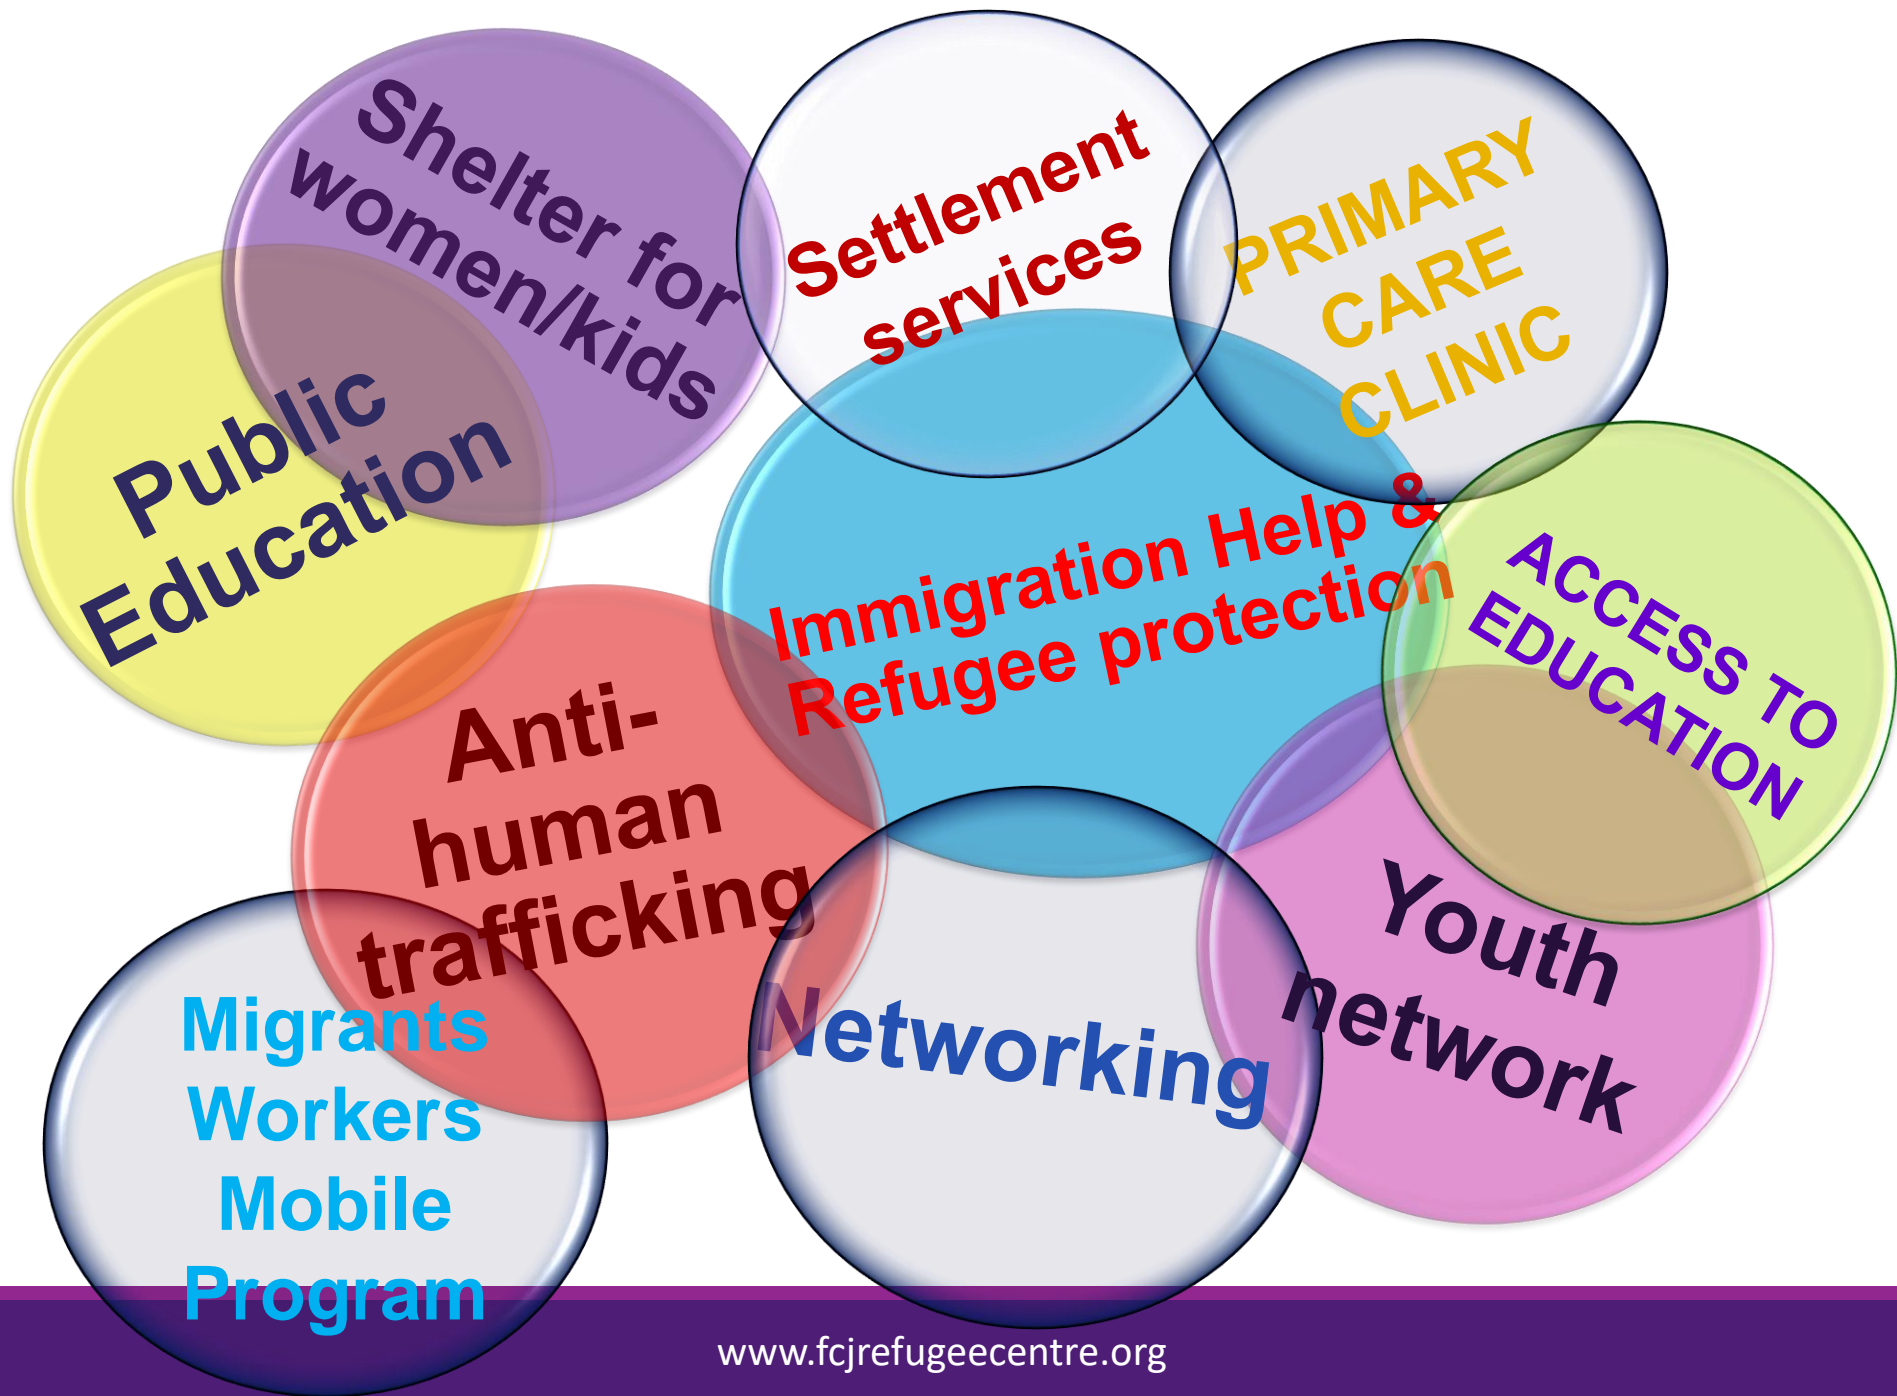 Shelter for
women/kids
Settlement
services
PRIMARY
CARE
CLINIC
Public
Education
Immigration Help &
Refugee protection
ACCESS TO
EDUCATION
Anti-
human
trafficking
Youth
network
Networking
Migrants
Workers
Mobile
Program
www.fcjrefugeecentre.org